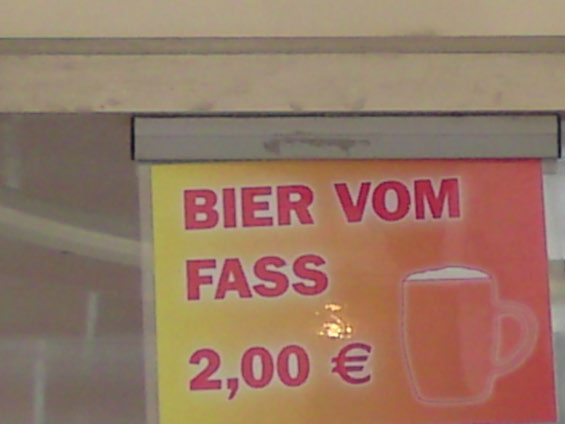 BIER VOM
FASS
2,00 €